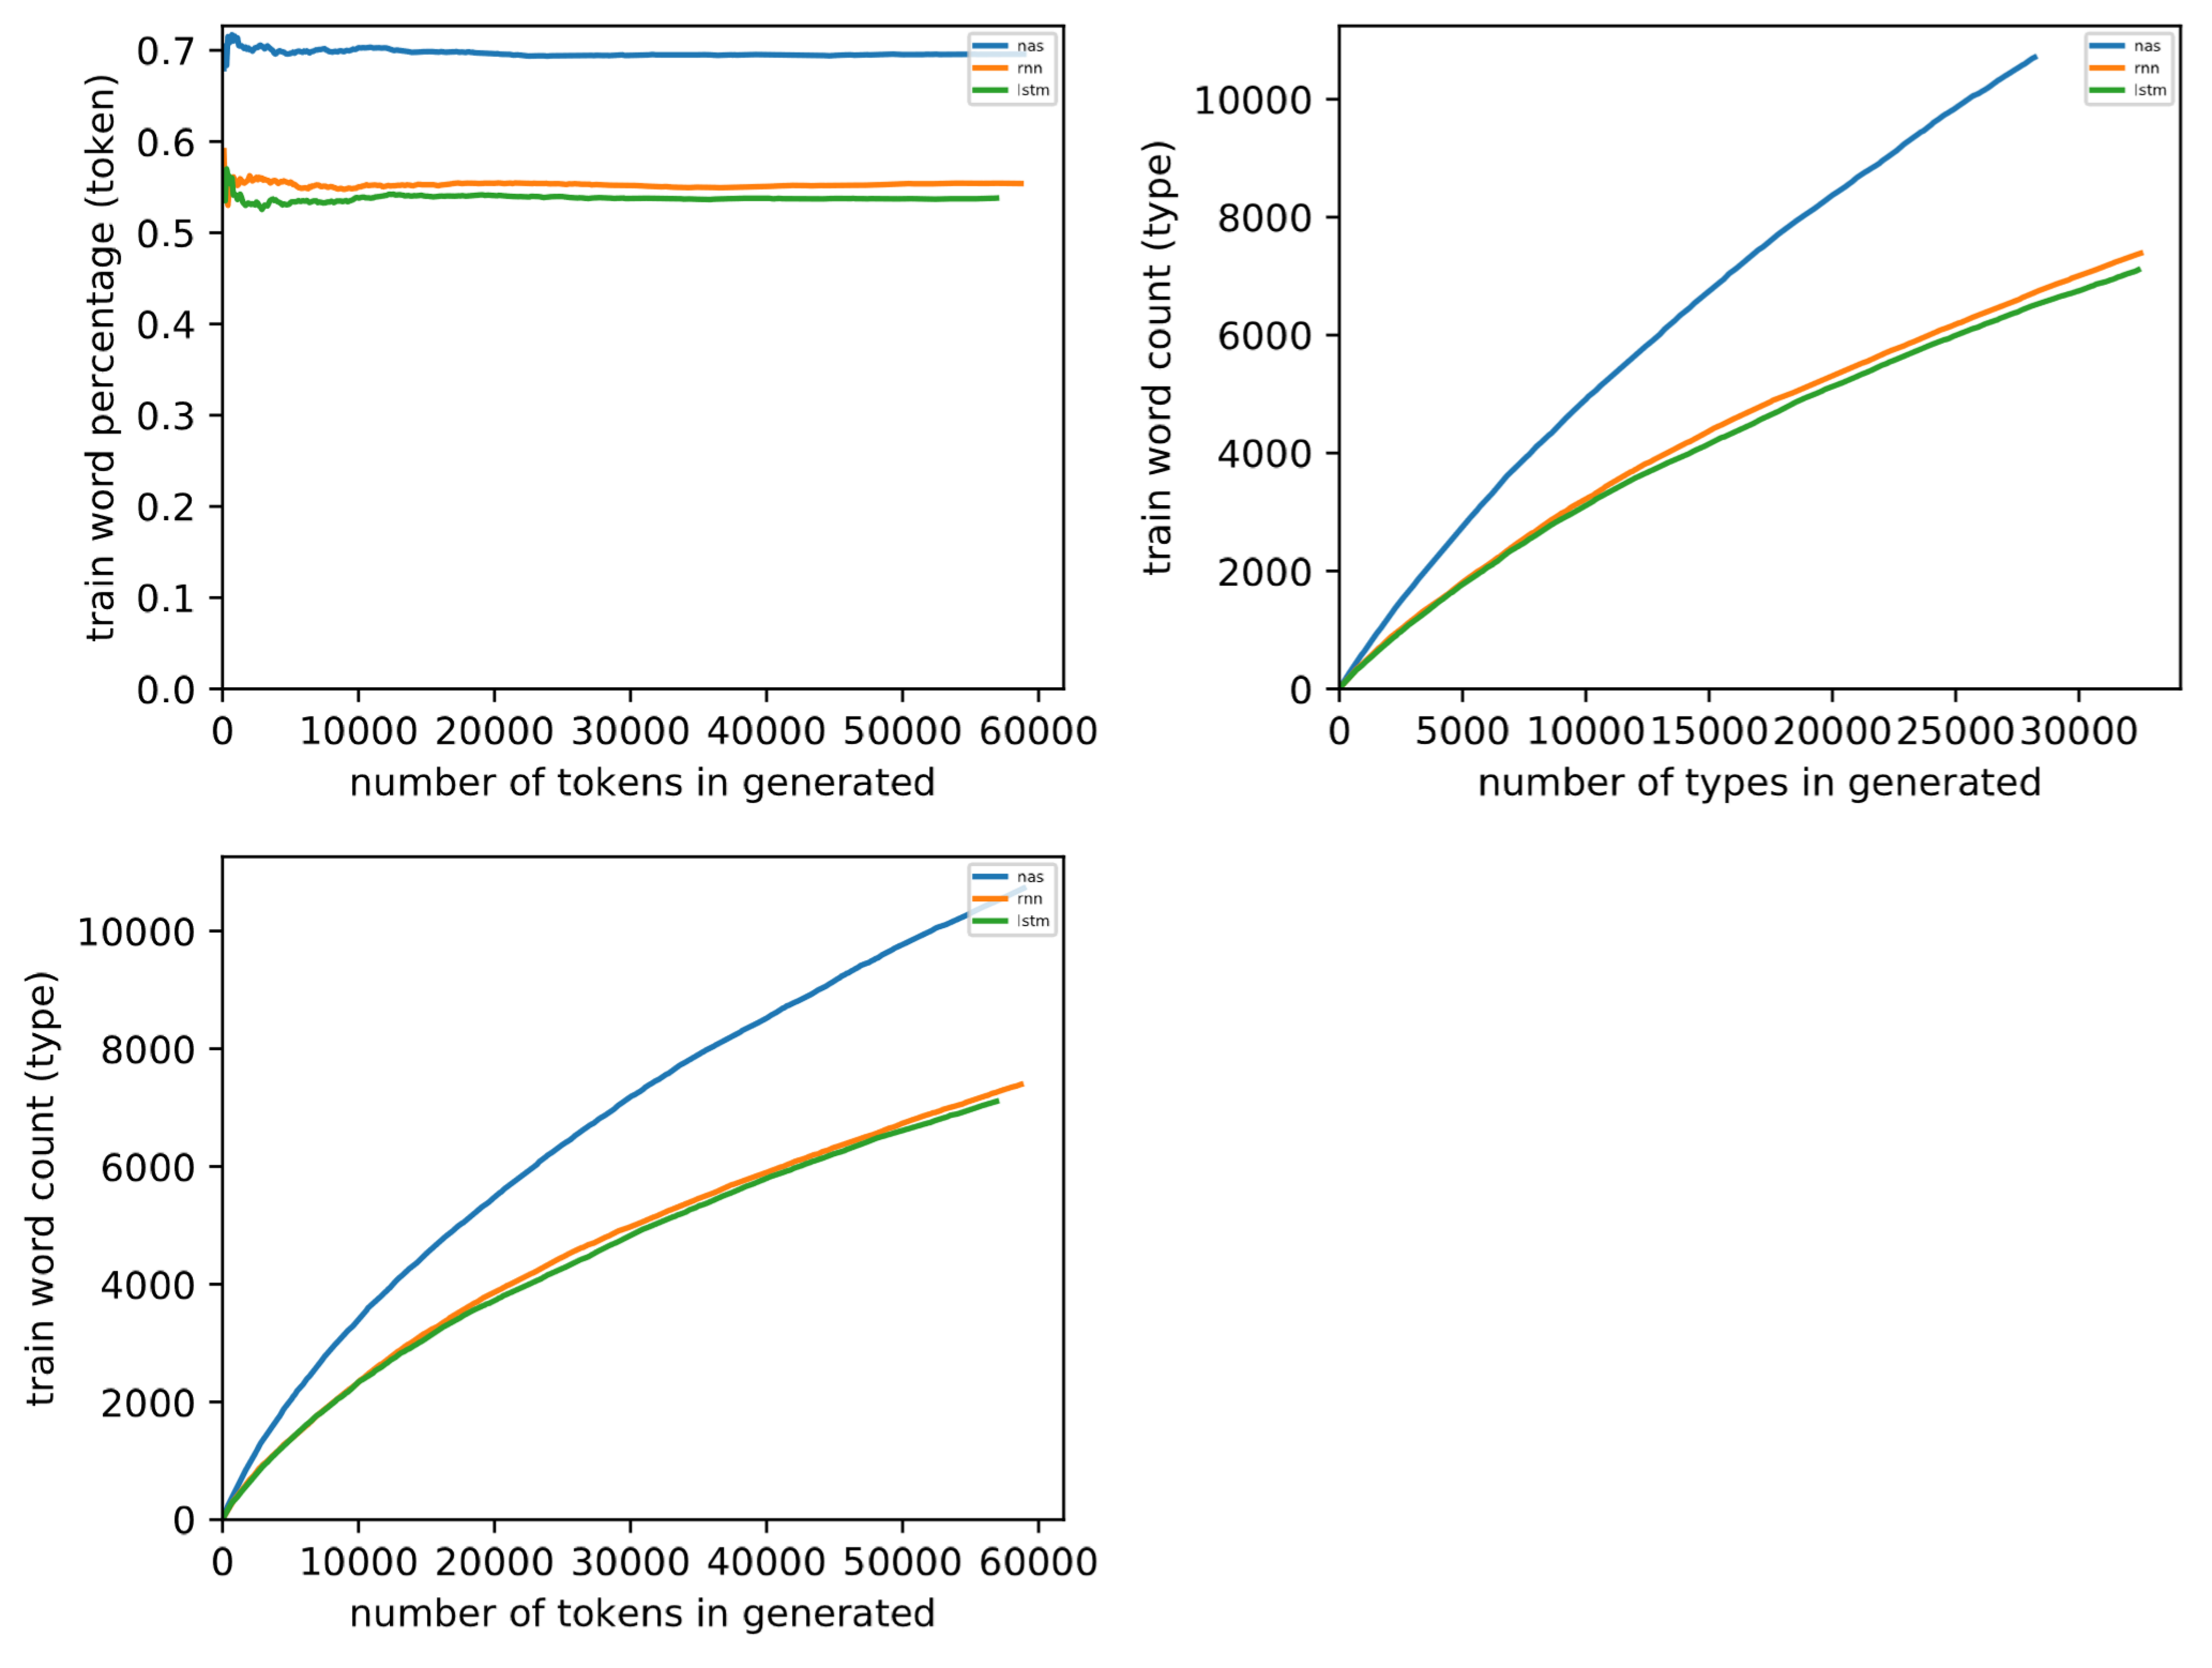 train word percentage (token)
0.7
0.6
0.5
0.4
0.3
0.2
0.1
0.0
nas
rnn
lstm
0 10000 20000 30000 40000 50000 60000
number of tokens in generated
train word count (type)
10000
8000
6000
4000
2000
0
nas
rnn
lstm
0 5000 10000 15000 20000 25000 30000
number of types in generated
train word count (type)
10000
8000
6000
4000
2000
0
nas
rnn
lstm
0 10000 20000 30000 40000 50000 60000
number of tokens in generated